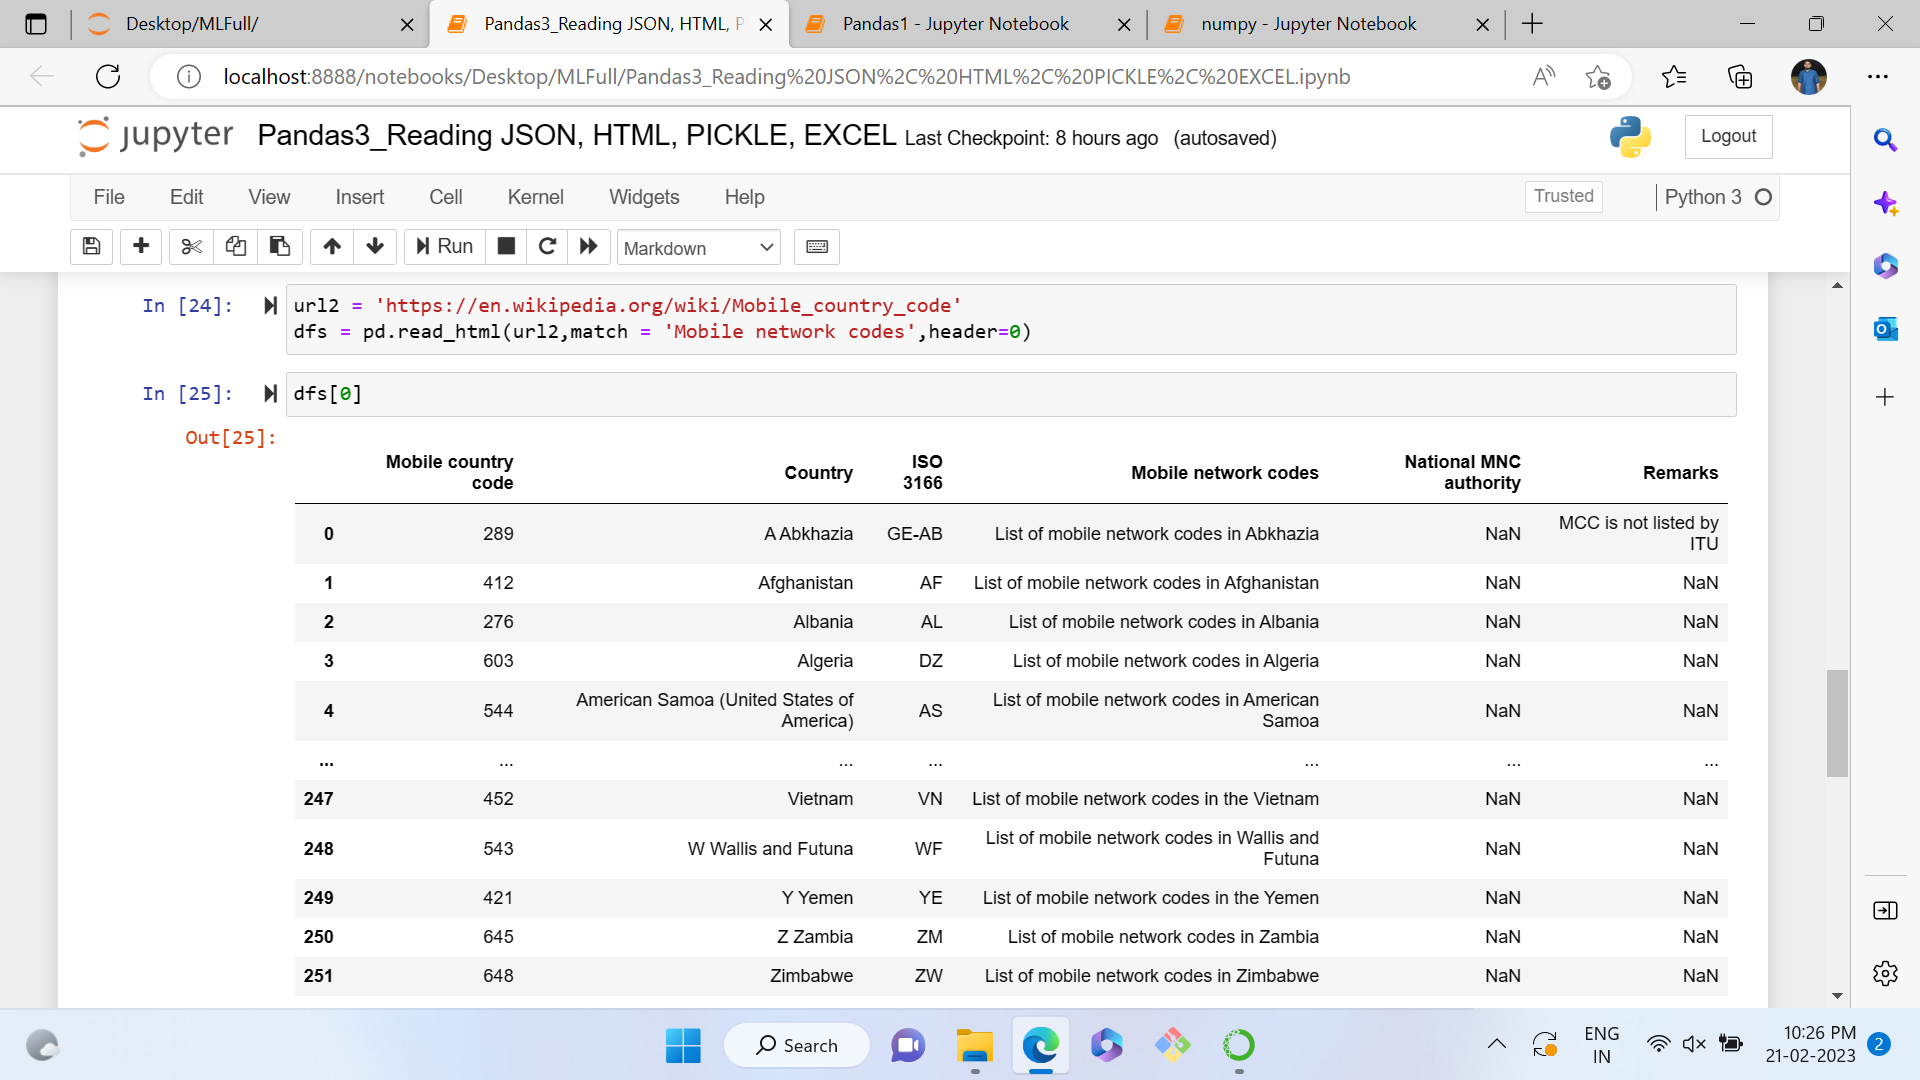 Desktop/MLFull/
Pandas3_Reading JSON, HTML, P
Pandas1 - Jupyter Notebook
numpy - Jupyter Notebook
localhost:8888/notebooks/Desktop/MLFull/Pandas3_Reading%20JSON%2C%20HTML%2C%20PICKLE%2C%20EXCEL.ipynb
jupyter Pandas3_Reading JSON, HTML, PICKLE, EXCEL Last Checkpoint: 8 hours ago (autosaved)
Logout
File Edit View Insert Cell Kernel Widgets Help
Trusted
Python 3
Run
Markdown
In [24]: url2 = 'https://en.wikipedia.org/wiki/Mobile_country_code'
dfs = pd.read_html(url2,match = 'Mobile network codes',header=0)
In [25]: dfs[0]
Out[25]:
Mobile country code Country ISO 3166 Mobile network codes National MNC authority Remarks
0 289 A Abkhazia GE-AB List of mobile network codes in Abkhazia NaN MCC is not listed by ITU
1 412 Afghanistan AF List of mobile network codes in Afghanistan NaN NaN
2 276 Albania AL List of mobile network codes in Albania NaN NaN
3 603 Algeria DZ List of mobile network codes in Algeria NaN NaN
4 544 American Samoa (United States of America) AS List of mobile network codes in American Samoa NaN NaN
... ... ... ... ... ... ...
247 452 Vietnam VN List of mobile network codes in the Vietnam NaN NaN
248 543 W Wallis and Futuna WF List of mobile network codes in Wallis and Futuna NaN NaN
249 421 Y Yemen YE List of mobile network codes in the Yemen NaN NaN
250 645 Z Zambia ZM List of mobile network codes in Zambia NaN NaN
251 648 Zimbabwe ZW List of mobile network codes in Zimbabwe NaN NaN
Search
ENG
IN
10:26 PM
21-02-2023
2